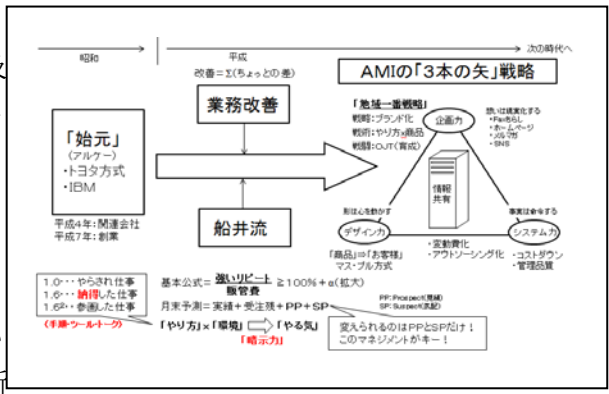 昭和
平成
次の時代へ
改善=Σ(ちょっとの差)
AMIの「3本の矢」戦略
業務改善
「始元」
(アルケー)
・トヨタ方式
・IBM
平成4年:関連会社
平成7年:創業
船井流
「地域一番戦略」
戦略:ブランド化
戦術:やり方×商品
戦闘:OJT(育成)
企画力
想いは現実化する
・Faxちらし
・ホームページ
・メルマガ
・SNS
情報
共有
形は心を動かす
デザイン力
「商品」⇒「お客様」
マス・プル方式
・変動費化
・アウトソーシング化
事実は命令する
システム力
・コストダウン
・管理品質
1.0・・・やらされ仕事
1.6・・・納得した仕事
1.6²・・・参画した仕事
(手順・ツール・トーク)
基本公式=強いリピート/販管費≧100%+α(拡大)
月末予測=実績+受注残+PP+SP
PP:Prospect(見績)
SP:Suspect(気配)
「やり方」×「環境」⇨「やる気」
「暗示力」
変えられるのはPPとSPだけ!
このマネジメントがキー!